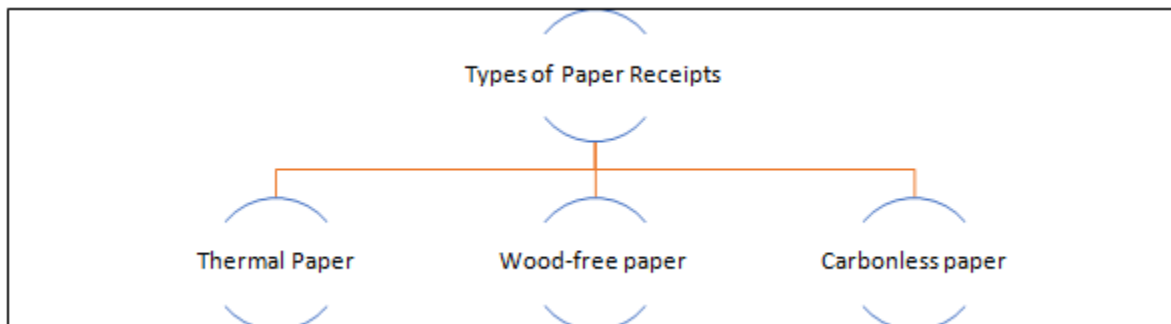 Types of Paper Receipts
Thermal Paper
Wood-free paper
Carbonless paper